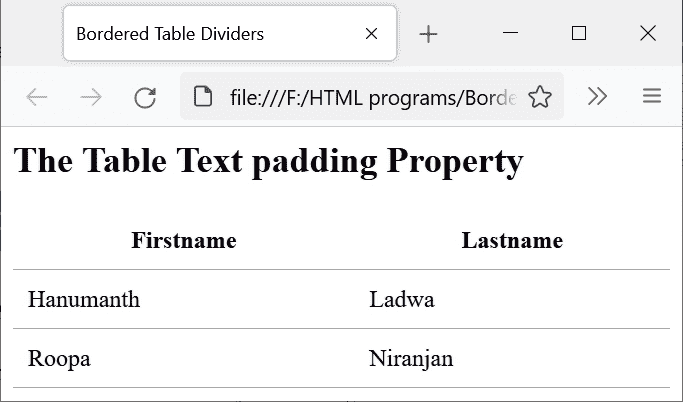 Bordered Table Dividers
file:///F:/HTML programs/Borde
The Table Text padding Property
Firstname Lastname
Hanumanth Ladwa
Roopa Niranjan